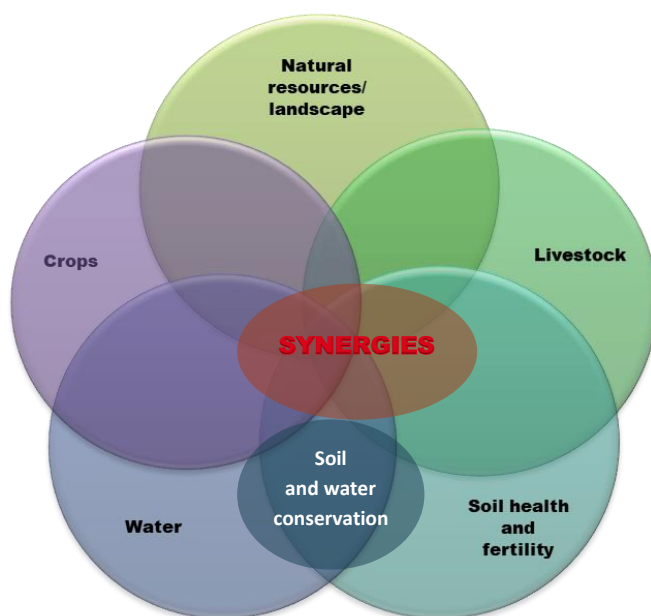 Natural
resources/
landscape
Crops
Livestock
SYNERGIES
Soil
and water
conservation
Water
Soil health
and
fertility